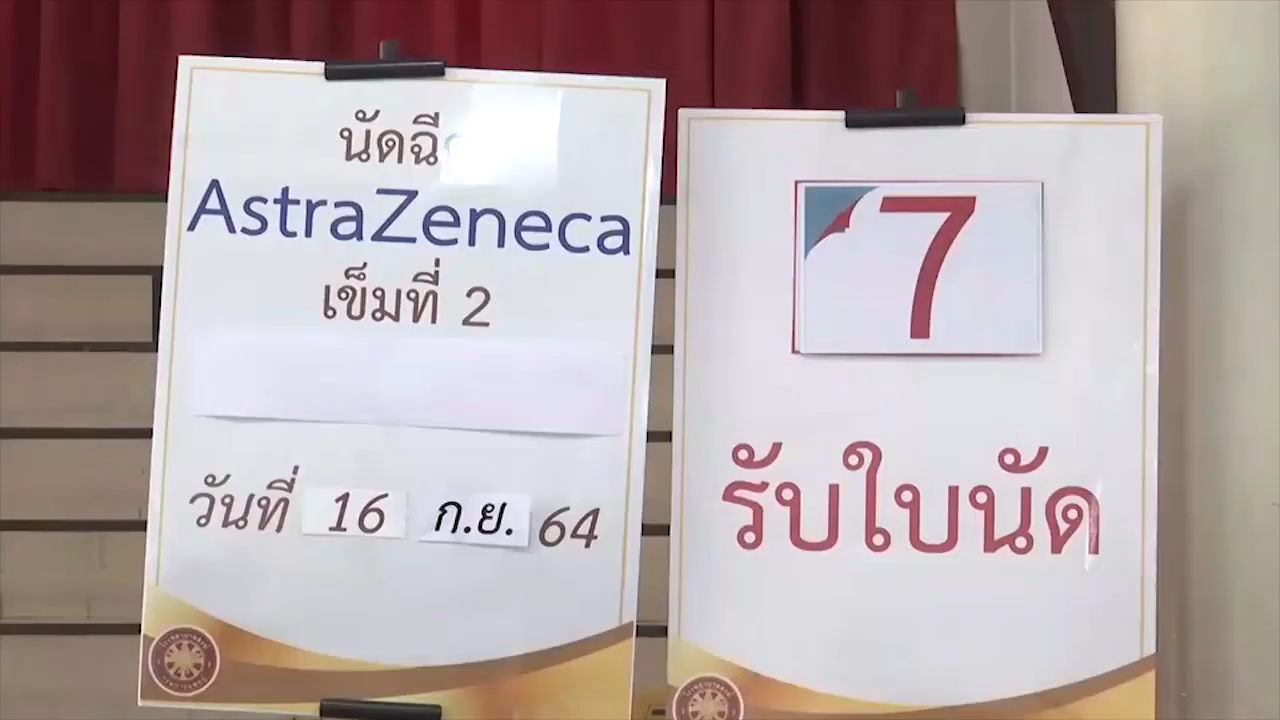 นัดฉี
AstraZeneca
เข็มที่ 2
วันที่ 16 ก.ย. 64
7
รับใบนัด